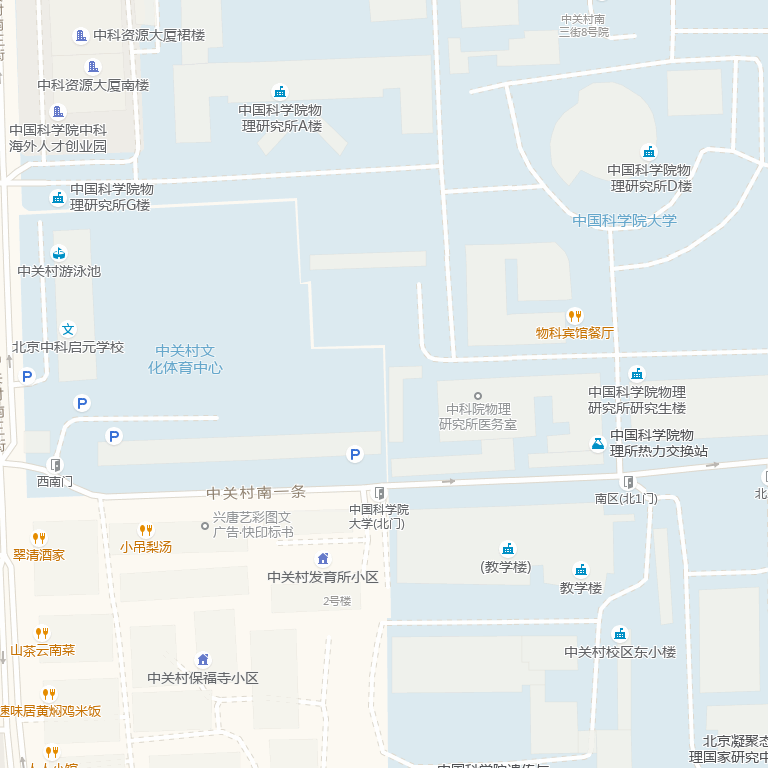 中关村南
三街8号院
中科资源大厦裙楼
中科资源大厦南楼
中国科学院物
理研究所A楼
中国科学院中科
海外人才创业园
中国科学院物
理研究所D楼
中国科学院物
理研究所G楼
中国科学院大学
中关村游泳池
物科宾馆餐厅
北京中科启元学校
中关村文
化体育中心
P
中国科学院物理
研究所研究生楼
P
中科院物理
研究所医务室
P
中国科学院物
理所热力交换站
P
西南门
中关村南一条
南区(北1门)
北
中国科学院
大学(北门)
兴唐艺彩图文
广告·快印标书
小吊梨汤
翠清酒家
(教学楼)
中关村发育所小区
教学楼
2号楼
山茶云南菜
中关村校区东小楼
中关村保福寺小区
速味居黄焖鸡米饭
北京凝聚态
理国家研究中